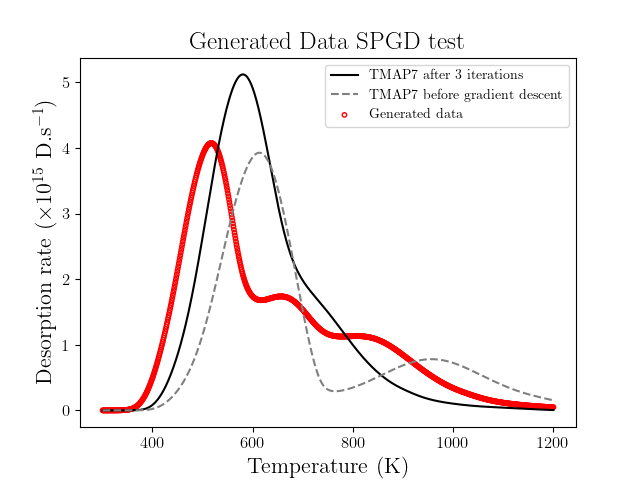 Generated Data SPGD test
TMAP7 after 3 iterations
TMAP7 before gradient descent
Generated data
Desorption rate (×10¹⁵ D.s⁻¹)
5
4
3
2
1
0
400 600 800 1000 1200
Temperature (K)